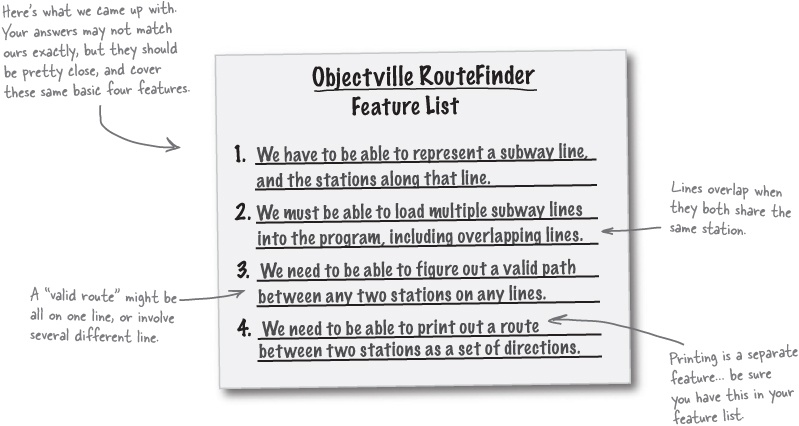 Here's what we came up with.
Your answers may not match
ours exactly, but they should
be pretty close, and cover
these same basic four features.
Objectville RouteFinder
Feature List
1. We have to be able to represent a subway line,
and the stations along that line.
2. We must be able to load multiple subway lines
into the program, including overlapping lines.
Lines overlap when
they both share the
same station.
3. We need to be able to figure out a valid path
between any two stations on any lines.
A "valid route" might be
all on one line, or involve
several different line.
4. We need to be able to print out a route
between two stations as a set of directions.
Printing is a separate
feature... be sure
you have this in your
feature list.